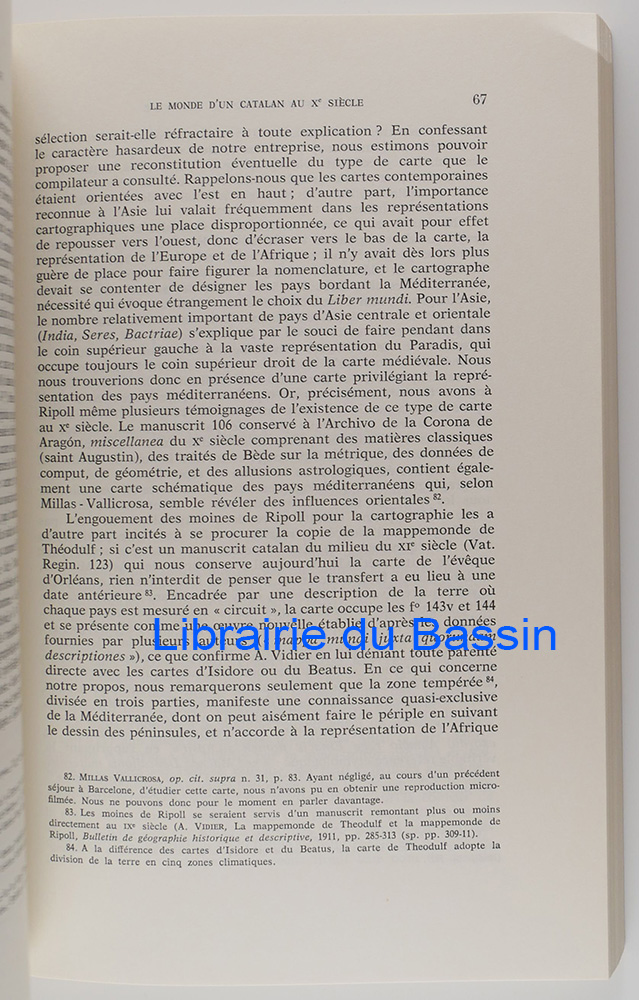 LE MONDE D'UN CATALAN AU Xe SIÈCLE 67
sélection serait-elle réfractaire à toute explication ? En confessant
le caractère hasardeux de notre entreprise, nous estimons pouvoir
proposer une reconstitution éventuelle du type de carte que le
compilateur a consulté. Rappelons-nous que les cartes contemporaines
étaient orientées avec l'est en haut ; d'autre part, l'importance
reconnue à l'Asie lui valait fréquemment dans les représentations
cartographiques une place disproportionnée, ce qui avait pour effet
de repousser vers l'ouest, donc d'écraser vers le bas de la carte, la
représentation de l'Europe et de l'Afrique ; il n'y avait dès lors plus
guère de place pour faire figurer la nomenclature, et le cartographe
devait se contenter de désigner les pays bordant la Méditerranée,
nécessité qui évoque étrangement le choix du Liber mundi. Pour l'Asie,
le nombre relativement important de pays d'Asie centrale et orientale
(India, Seres, Bactriae) s'explique par le souci de faire pendant dans
le coin supérieur gauche à la vaste représentation du Paradis, qui
occupe toujours le coin supérieur droit de la carte médiévale. Nous
nous trouverions donc en présence d'une carte privilégiant la repré-
sentation des pays méditerranéens. Or, précisément, nous avons à
Ripoll même plusieurs témoignages de l'existence de ce type de carte
au Xe siècle. Le manuscrit 106 conservé à l'Archivo de la Corona de
Aragón, miscellanea du Xe siècle comprenant des matières classiques
(saint Augustin), des traités de Bède sur la métrique, des données de
comput, de géométrie, et des allusions astrologiques, contient égale-
ment une carte schématique des pays méditerranéens qui, selon
Millas-Vallicrosa, semble révéler des influences orientales 82.
L'engouement des moines de Ripoll pour la cartographie les a
d'autre part incités à se procurer la copie de la mappemonde de
Théodulf ; si c'est un manuscrit catalan du milieu du XIe siècle (Vat.
Regin. 123) qui nous conserve aujourd'hui la carte de l'évêque
d'Orléans, rien n'interdit de penser que le transfert a eu lieu à une
date antérieure 83. Encadrée par une description de la terre où
chaque pays est mesuré en « circuit », la carte occupe les fo 143v et 144
et se présente comme une œuvre nouvelle établie d'après les données
fournies par plusieurs auteurs (« mappa mundi juxta quorumdam
descriptiones »), ce que confirme A. Vidier en lui déniant toute parenté
directe avec les cartes d'Isidore ou du Beatus. En ce qui concerne
notre propos, nous remarquerons seulement que la zone tempérée 84,
divisée en trois parties, manifeste une connaissance quasi-exclusive
de la Méditerranée, dont on peut aisément faire le périple en suivant
le dessin des péninsules, et n'accorde à la représentation de l'Afrique
82. MILLAS VALLICROSA, op. cit. supra n. 31, p. 83. Ayant négligé, au cours d'un précédent
séjour à Barcelone, d'étudier cette carte, nous n'avons pu en obtenir une reproduction micro-
filmée. Nous ne pouvons donc pour le moment en parler davantage.
83. Les moines de Ripoll se seraient servis d'un manuscrit remontant plus ou moins
directement au IXe siècle (A. VIDIER, La mappemonde de Theodulf et la mappemonde de
Ripoll, Bulletin de géographie historique et descriptive, 1911, pp. 285-313 (sp. pp. 309-11).
84. A la différence des cartes d'Isidore et du Beatus, la carte de Theodulf adopte la
division de la terre en cinq zones climatiques.
Librairie du Bassin